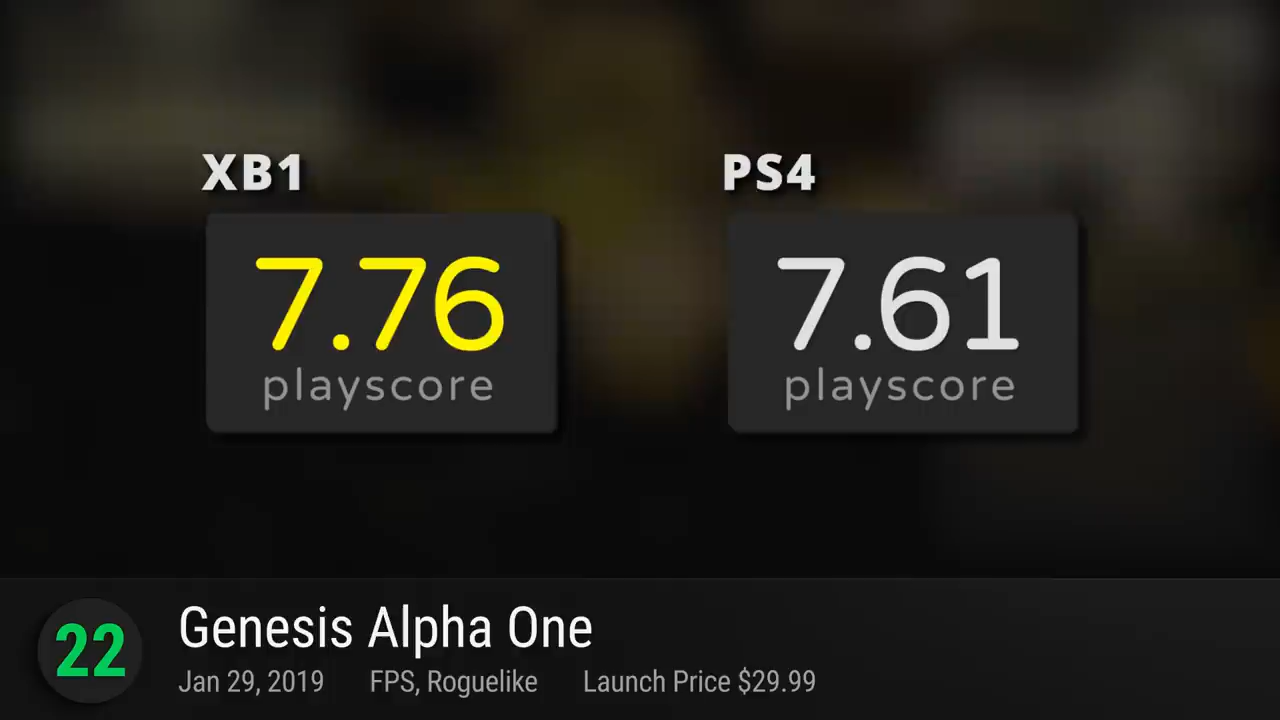 XB1 PS4
7.76 7.61
playscore playscore
22 Genesis Alpha One
Jan 29, 2019 FPS, Roguelike Launch Price $29.99